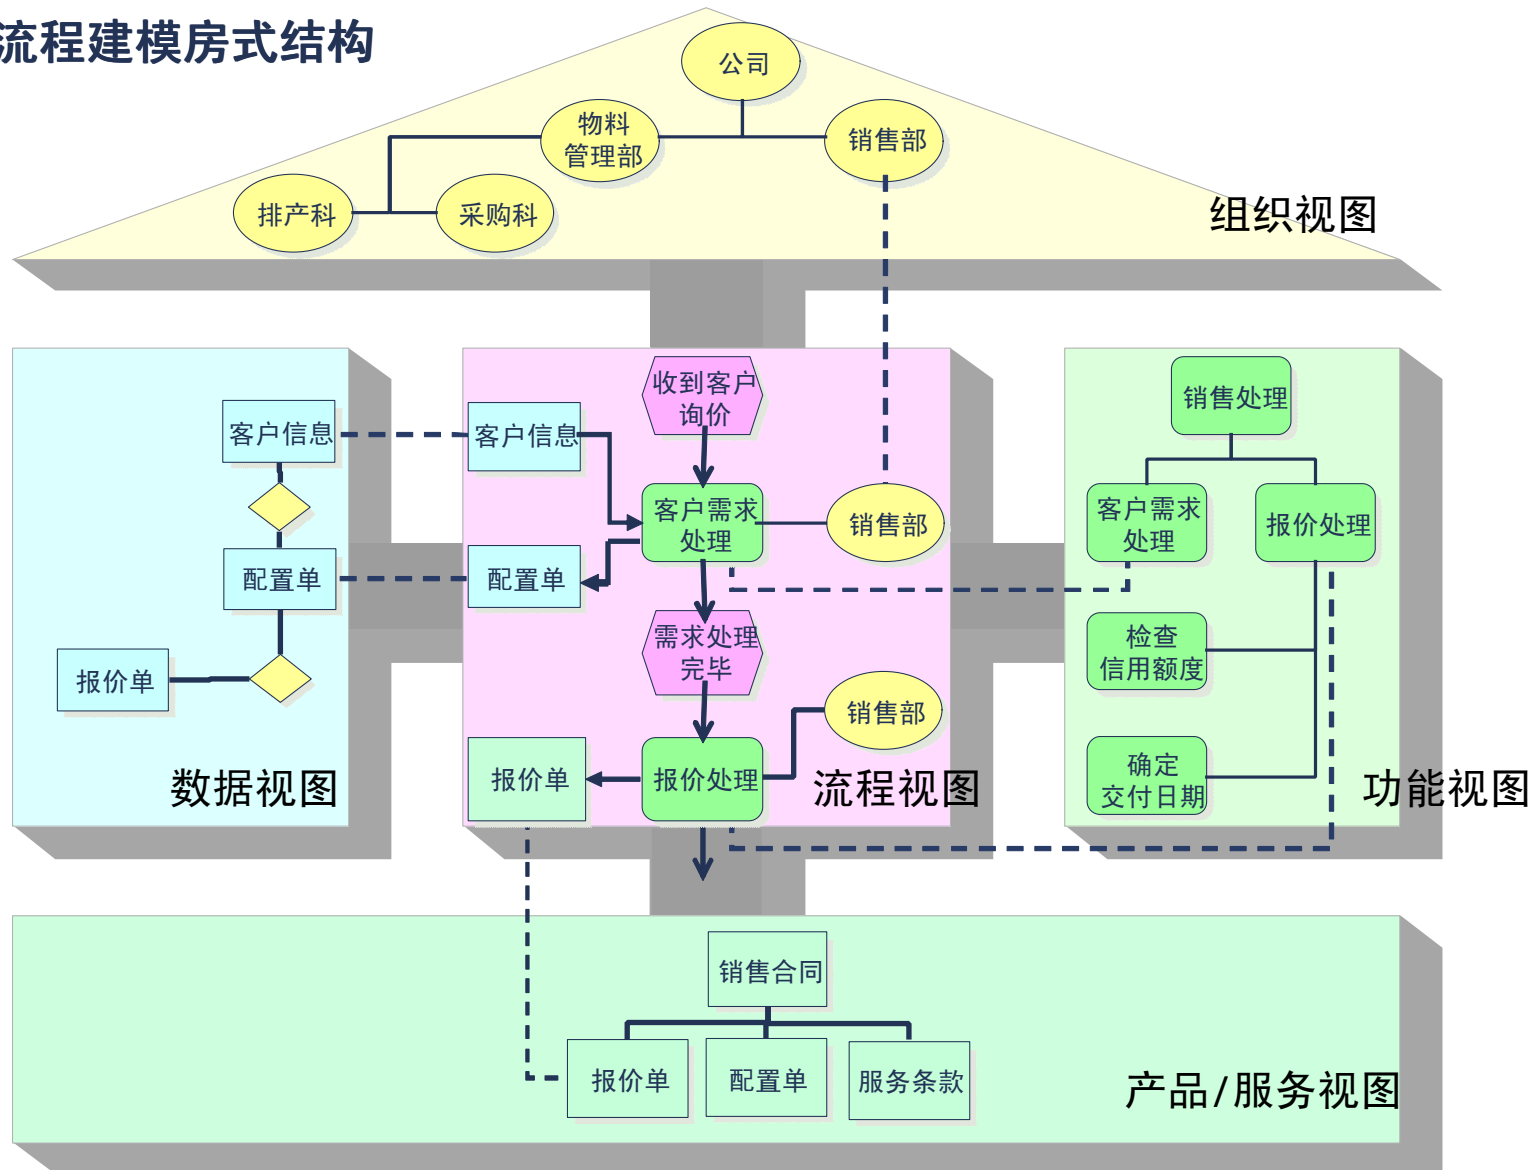 流程建模房式结构
公司
物料
管理部
销售部
排产科
采购科
组织视图
客户信息
配置单
报价单
数据视图
收到客户
询价
客户信息
客户需求
处理
销售部
配置单
需求处理
完毕
销售部
报价单
报价处理
流程视图
销售处理
客户需求
处理
报价处理
检查
信用额度
确定
交付日期
功能视图
销售合同
报价单
配置单
服务条款
产品/服务视图